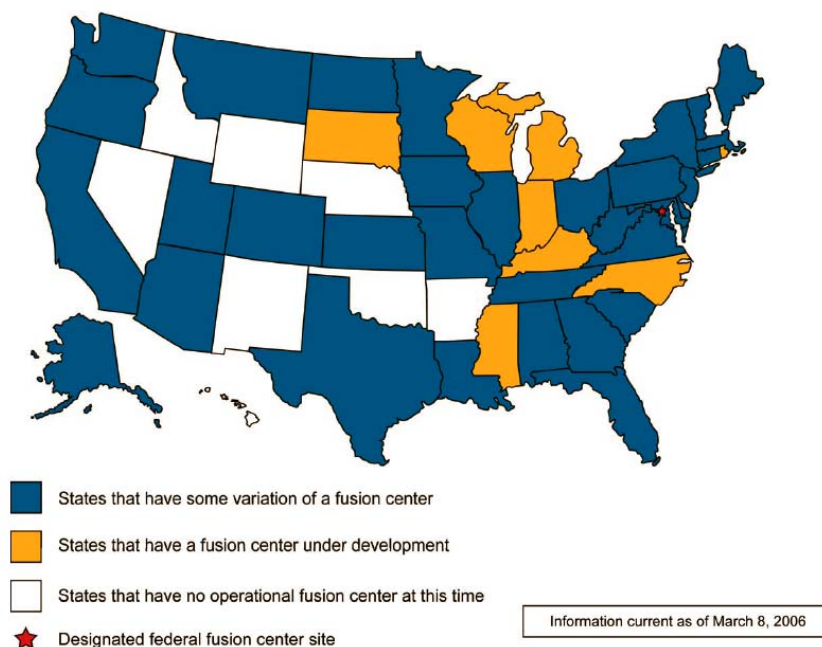 States that have some variation of a fusion center
States that have a fusion center under development
States that have no operational fusion center at this time
Information current as of March 8, 2006
Designated federal fusion center site